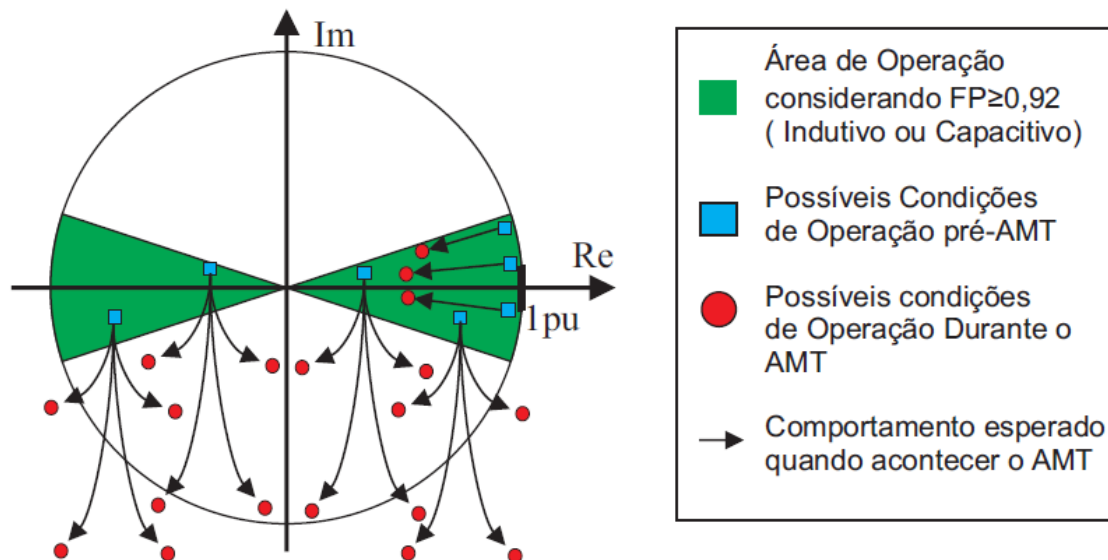 Im
Re
1pu
Área de Operação
considerando FP≥0,92
( Indutivo ou Capacitivo)
Possíveis Condições
de Operação pré-AMT
Possíveis condições
de Operação Durante o
AMT
Comportamento esperado
quando acontecer o AMT